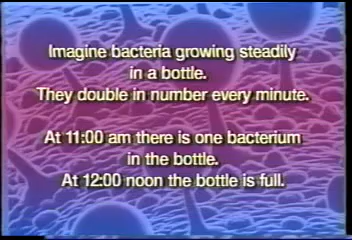 Imagine bacteria growing steadily
in a bottle.
They double in number every minute.
At 11:00 am there is one bacterium
in the bottle.
At 12:00 noon the bottle is full.